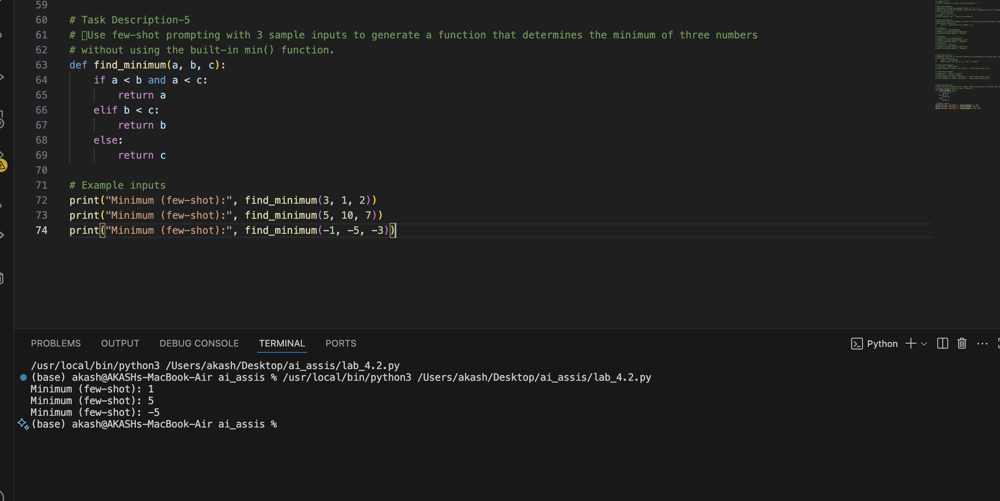 59
60 # Task Description-5
61 # Use few-shot prompting with 3 sample inputs to generate a function that determines the minimum of three numbers
62 # without using the built-in min() function.
63 def find_minimum(a, b, c):
64     if a < b and a < c:
65         return a
66     elif b < c:
67         return b
68     else:
69         return c
70
71 # Example inputs
72 print("Minimum (few-shot):", find_minimum(3, 1, 2))
73 print("Minimum (few-shot):", find_minimum(5, 10, 7))
74 print("Minimum (few-shot):", find_minimum(-1, -5, -3))
PROBLEMS OUTPUT DEBUG CONSOLE TERMINAL PORTS Python
/usr/local/bin/python3 /Users/akash/Desktop/ai_assis/lab_4.2.py
(base) akash@AKASHs-MacBook-Air ai_assis % /usr/local/bin/python3 /Users/akash/Desktop/ai_assis/lab_4.2.py
Minimum (few-shot): 1
Minimum (few-shot): 5
Minimum (few-shot): -5
(base) akash@AKASHs-MacBook-Air ai_assis %